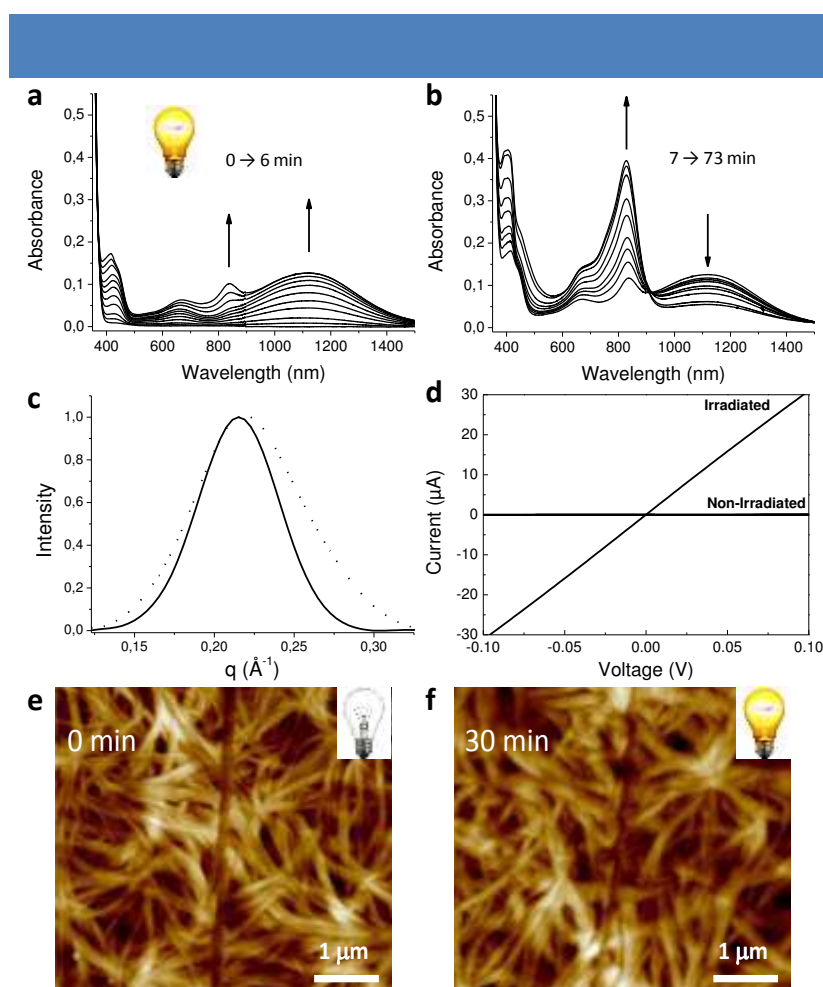 a
0,5
0,4
0,3
0,2
0,1
0,0
Absorbance
0 → 6 min
400 600 800 1000 1200 1400
Wavelength (nm)
b
0,5
0,4
0,3
0,2
0,1
0,0
Absorbance
7 → 73 min
400 600 800 1000 1200 1400
Wavelength (nm)
c
1,0
0,8
0,6
0,4
0,2
0,0
Intensity
0,15 0,20 0,25 0,30
q (Å⁻¹)
d
30
20
10
0
-10
-20
-30
Current (µA)
Irradiated
Non-Irradiated
-0.10 -0.05 0.00 0.05 0.10
Voltage (V)
e
0 min
1 µm
f
30 min
1 µm